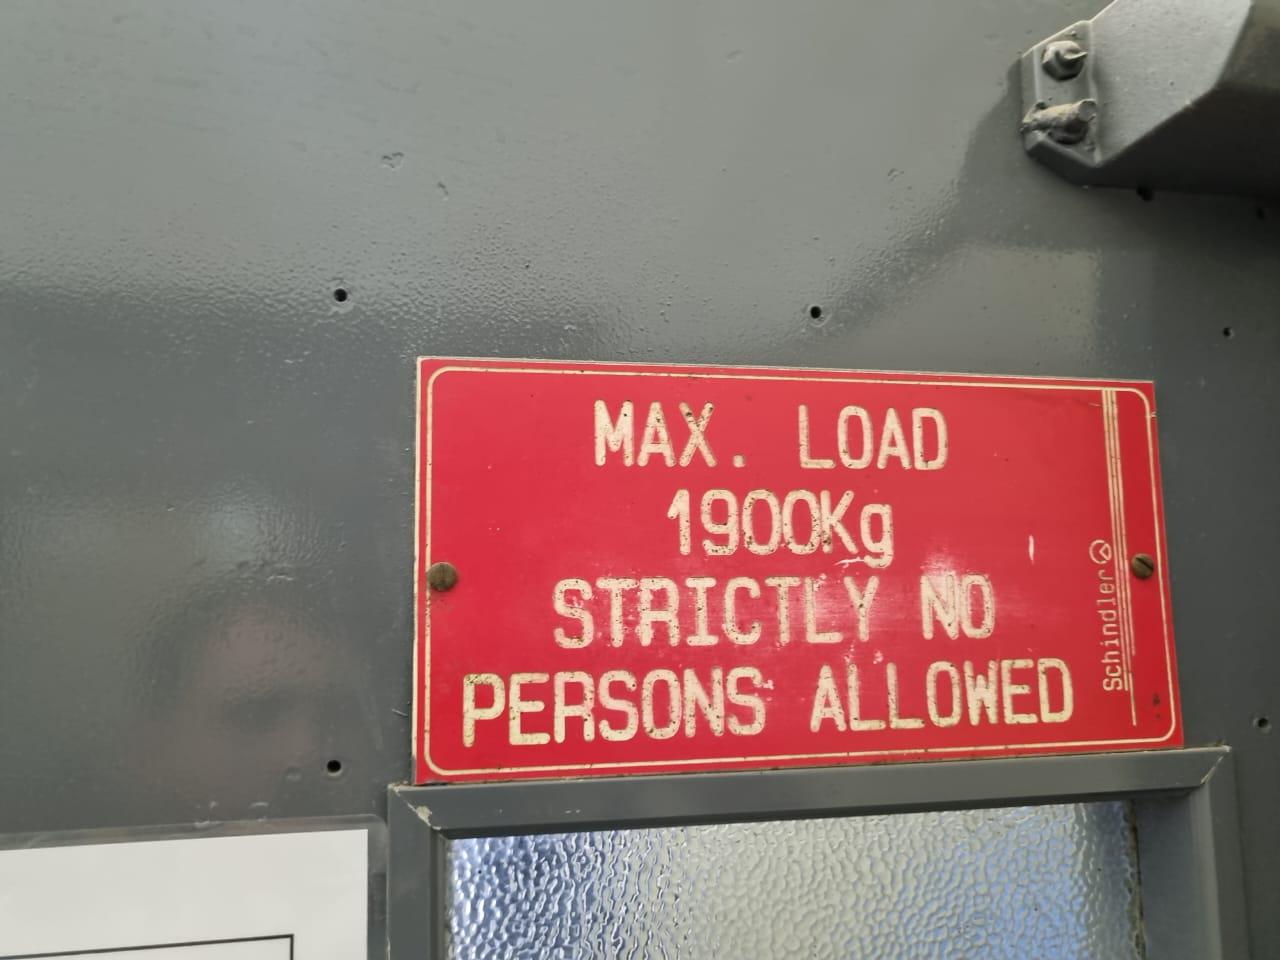 MAX. LOAD
1900Kg
STRICTLY NO
PERSONS ALLOWED
Schindler